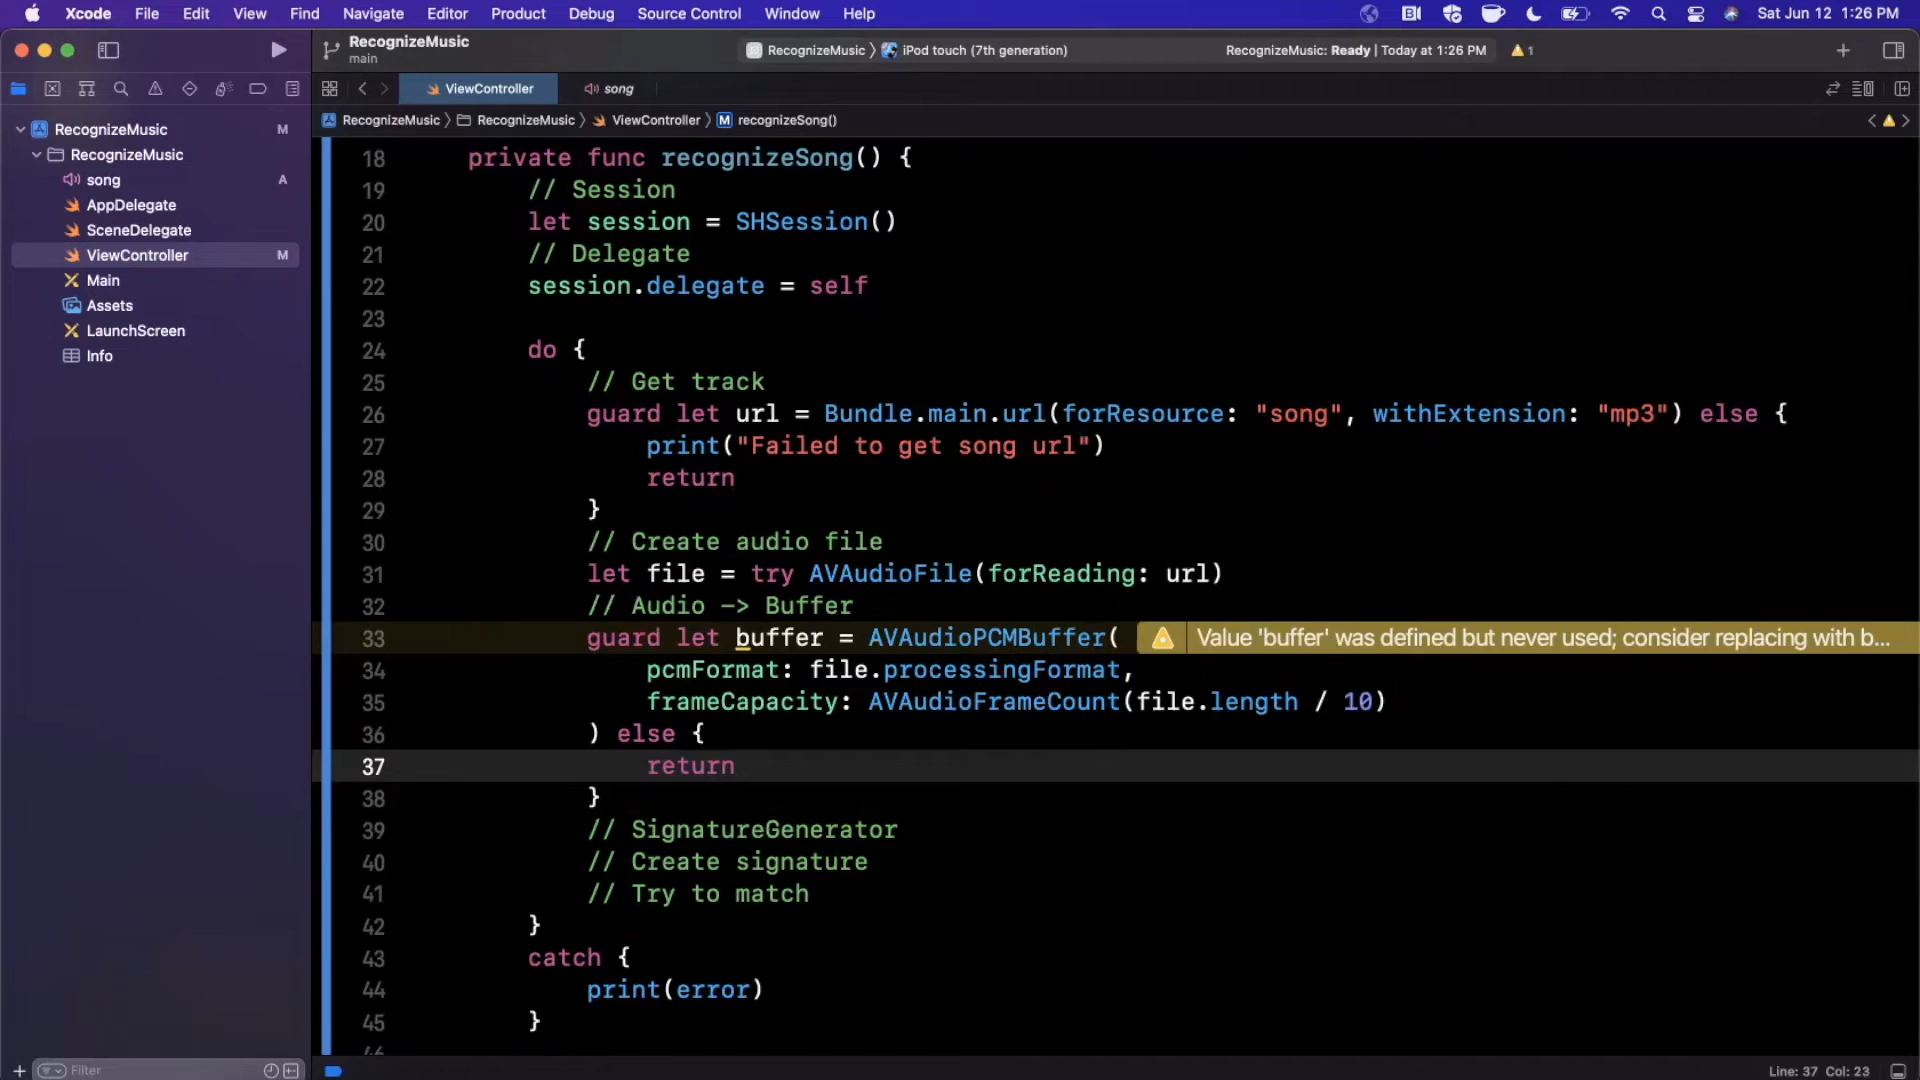 Xcode File Edit View Find Navigate Editor Product Debug Source Control Window Help Sat Jun 12 1:26 PM
RecognizeMusic
main
RecognizeMusic 〉 iPod touch (7th generation) RecognizeMusic: Ready | Today at 1:26 PM 1
ViewController song
RecognizeMusic 〉 RecognizeMusic 〉 ViewController 〉 M recognizeSong()
RecognizeMusic M
RecognizeMusic
song A
AppDelegate
SceneDelegate
ViewController M
Main
Assets
LaunchScreen
Info
18 private func recognizeSong() {
19 // Session
20 let session = SHSession()
21 // Delegate
22 session.delegate = self
23
24 do {
25 // Get track
26 guard let url = Bundle.main.url(forResource: "song", withExtension: "mp3") else {
27 print("Failed to get song url")
28 return
29 }
30 // Create audio file
31 let file = try AVAudioFile(forReading: url)
32 // Audio -> Buffer
33 guard let buffer = AVAudioPCMBuffer( Value 'buffer' was defined but never used; consider replacing with b...
34 pcmFormat: file.processingFormat,
35 frameCapacity: AVAudioFrameCount(file.length / 10)
36 ) else {
37 return
38 }
39 // SignatureGenerator
40 // Create signature
41 // Try to match
42 }
43 catch {
44 print(error)
45 }
46
Filter
Line: 37 Col: 23